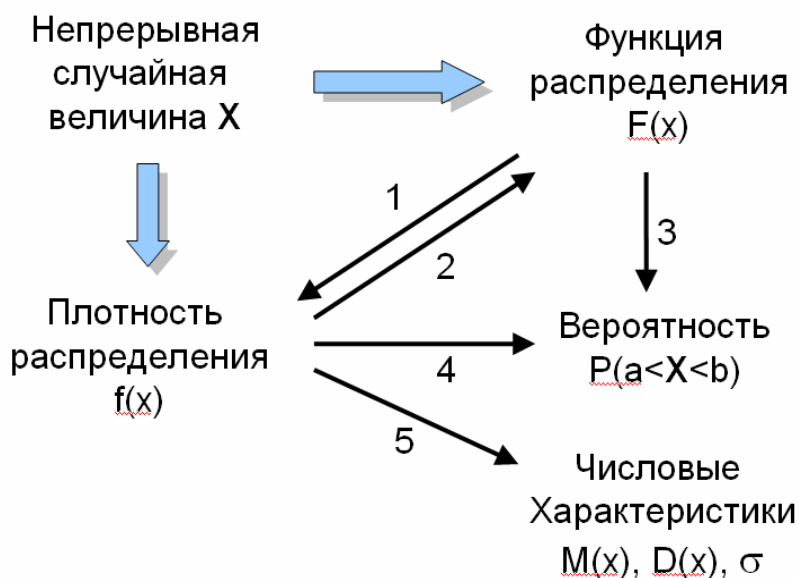 Непрерывная
случайная
величина X
Функция
распределения
F(x)
1
2
3
Плотность
распределения
f(x)
4
Вероятность
P(a<X<b)
5
Числовые
Характеристики
M(x), D(x), σ